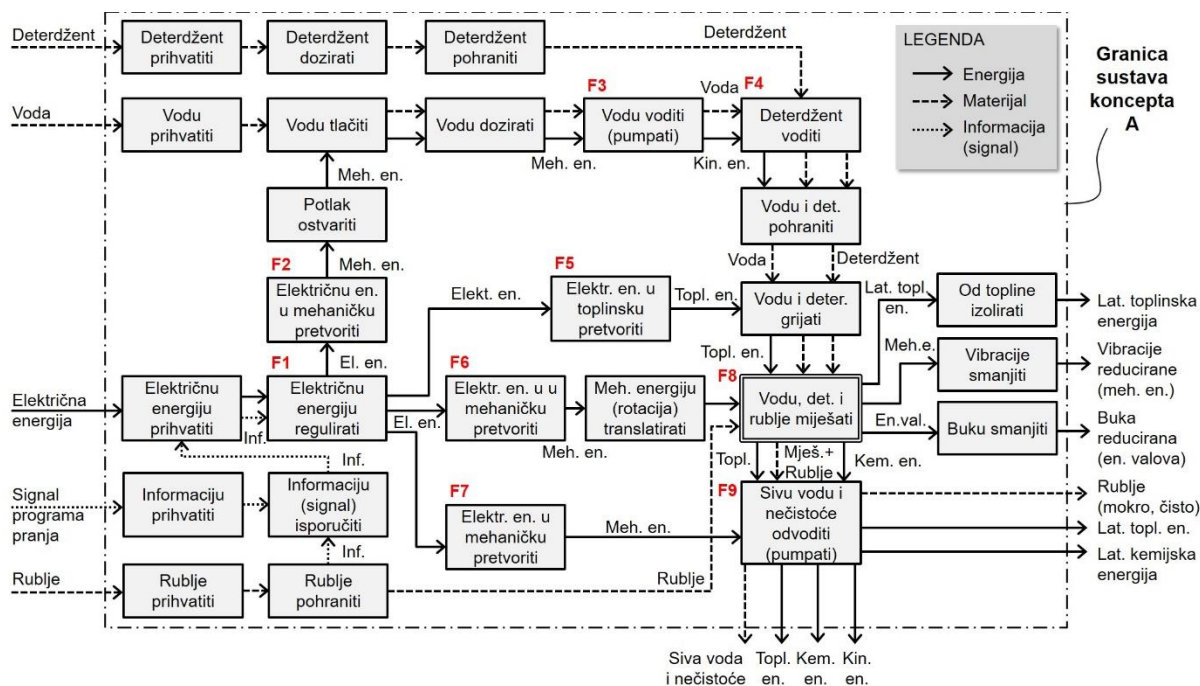 Deterdžent
Deterdžent
prihvatiti
Deterdžent
dozirati
Deterdžent
pohraniti
Deterdžent
LEGENDA
Energija
Materijal
Informacija
(signal)
Granica
sustava
koncepta
A
Voda
Vodu
prihvatiti
Vodu tlačiti
Vodu dozirati
F3
Vodu voditi
(pumpati)
Voda
F4
Deterdžent
voditi
Meh. en.
Meh. en.
Kin. en.
Potlak
ostvariti
Vodu i det.
pohraniti
Meh. en.
Voda
Deterdžent
F2
Električnu en.
u mehaničku
pretvoriti
Elekt. en.
F5
Elektr. en. u
toplinsku
pretvoriti
Topl. en.
Vodu i deter.
grijati
Lat. topl.
en.
Od topline
izolirati
Lat. toplinska
energija
El. en.
Topl. en.
Meh.e.
Vibracije
smanjiti
Vibracije
reducirane
(meh. en.)
Električna
energija
Električnu
energiju
prihvatiti
Inf.
F1
Električnu
energiju
regulirati
El. en.
F6
Elektr. en. u u
mehaničku
pretvoriti
Meh. en.
Meh. energiju
(rotacija)
translatirati
F8
Vodu, det. i
rublje miješati
En.val.
Buku smanjiti
Buka
reducirana
(en. valova)
Inf.
Topl.
Mješ.+
Rublje
Kem. en.
Signal
programa
pranja
Informaciju
prihvatiti
Informaciju
(signal)
isporučiti
F7
Elektr. en. u
mehaničku
pretvoriti
Meh. en.
F9
Sivu vodu i
nečistoće
odvoditi
(pumpati)
Rublje
(mokro, čisto)
Lat. topl. en.
Lat. kemijska
energija
Inf.
Rublje
Rublje
prihvatiti
Rublje
pohraniti
Rublje
Siva voda
i nečistoće
Topl.
en.
Kem.
en.
Kin.
en.